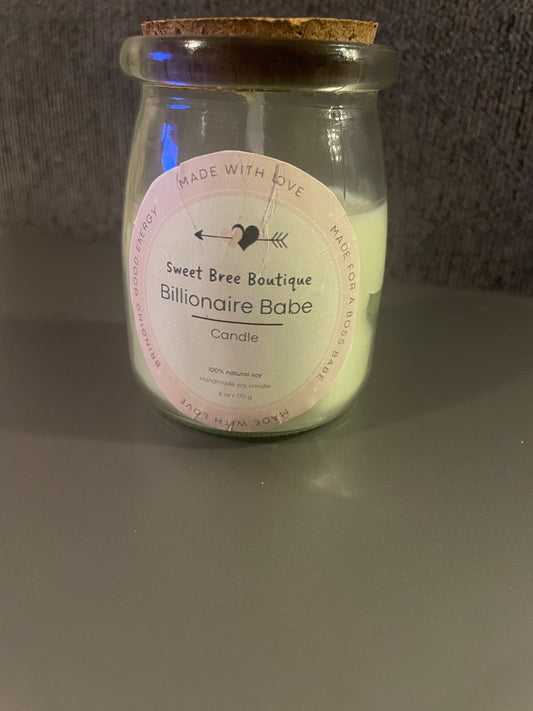 MADE WITH LOVE
MADE FOR A BOSS BABE
MADE WITH LOVE
BRINGING GOOD ENERGY
Sweet Bree Boutique
Billionaire Babe
Candle
100% natural soy
Handmade soy candle
6 oz / 170 g